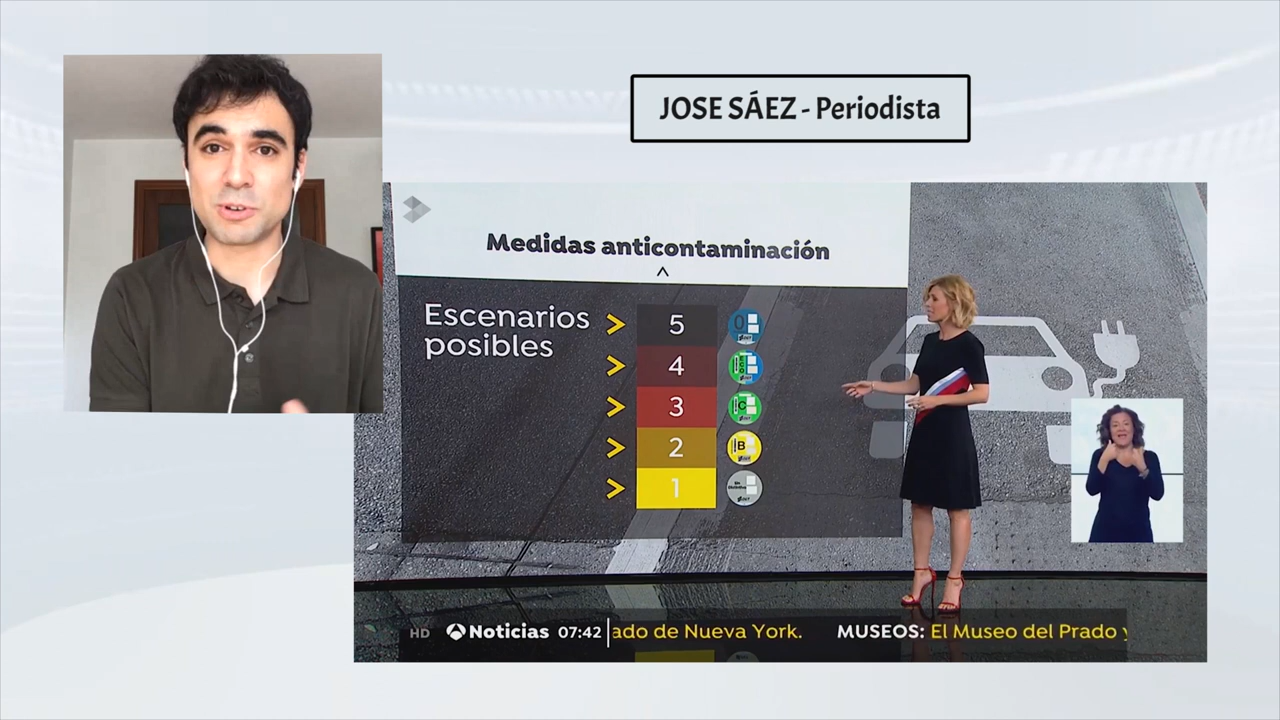 JOSE SÁEZ - Periodista
Medidas anticontaminación
Escenarios
posibles
5
4
3
2
1
0
C
B
HD Noticias 07:42 ado de Nueva York. MUSEOS: El Museo del Prado y